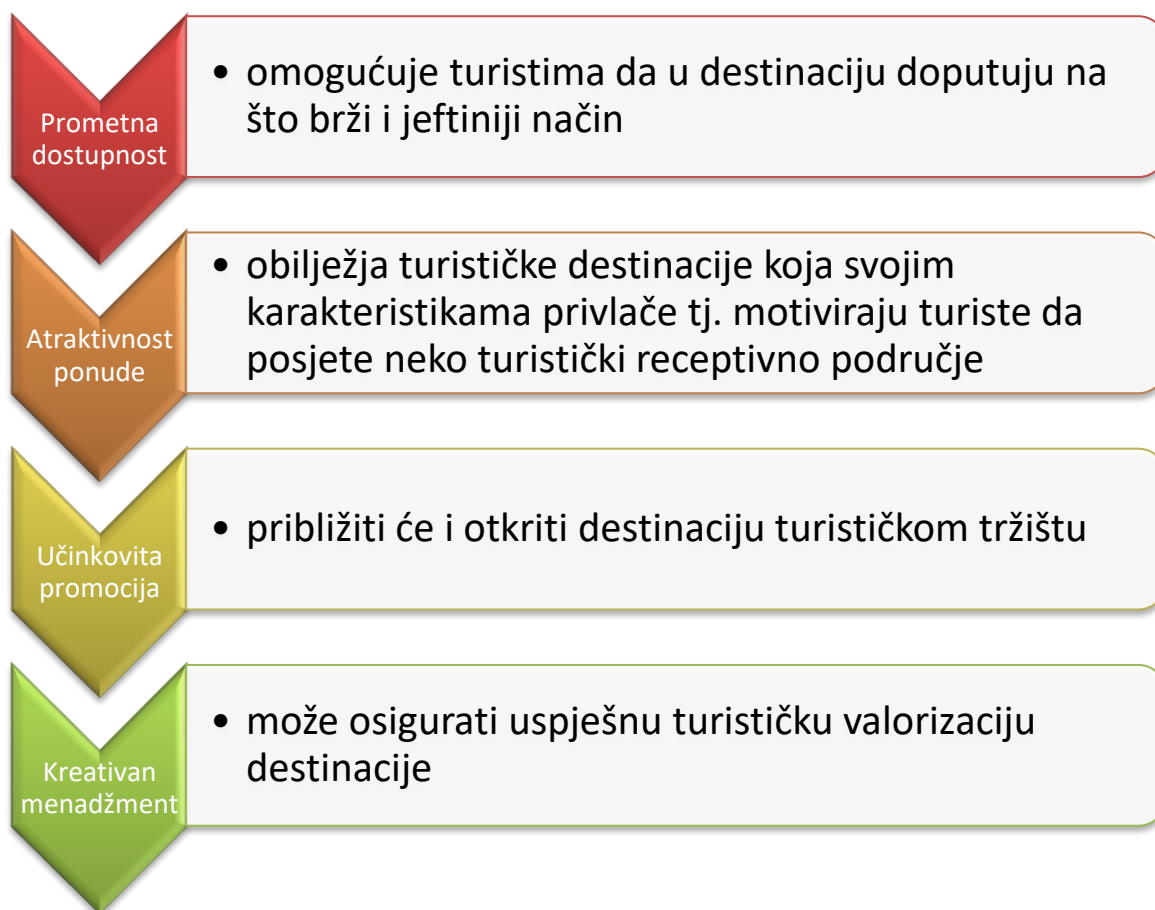 Prometna
dostupnost
• omogućuje turistima da u destinaciju doputuju na
što brži i jeftiniji način
Atraktivnost
ponude
• obilježja turističke destinacije koja svojim
karakteristikama privlače tj. motiviraju turiste da
posjete neko turistički receptivno područje
Učinkovita
promocija
• približiti će i otkriti destinaciju turističkom tržištu
Kreativan
menadžment
• može osigurati uspješnu turističku valorizaciju
destinacije